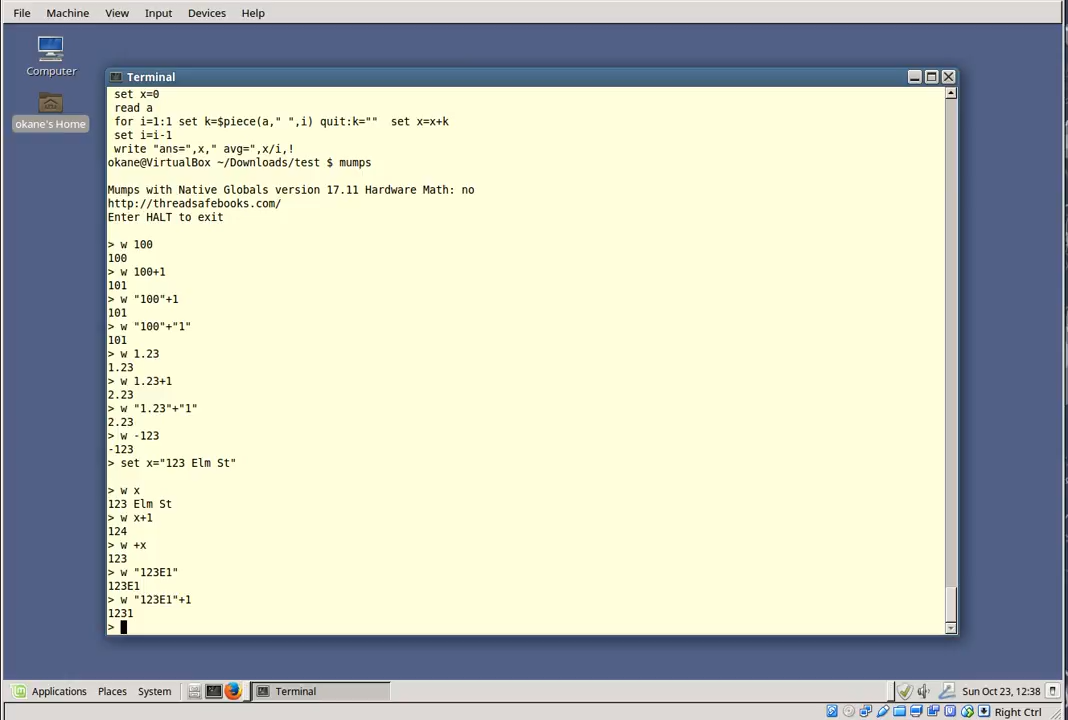 File Machine View Input Devices Help
Computer
okane's Home
Terminal
set x=0
read a
for i=1:1 set k=$piece(a," ",i) quit:k=""  set x=x+k
set i=i-1
write "ans=",x," avg=",x/i,!
okane@VirtualBox ~/Downloads/test $ mumps
Mumps with Native Globals version 17.11 Hardware Math: no
http://threadsafebooks.com/
Enter HALT to exit
> w 100
100
> w 100+1
101
> w "100"+1
101
> w "100"+"1"
101
> w 1.23
1.23
> w 1.23+1
2.23
> w "1.23"+"1"
2.23
> w -123
-123
> set x="123 Elm St"
> w x
123 Elm St
> w x+1
124
> w +x
123
> w "123E1"
123E1
> w "123E1"+1
1231
>
Applications Places System Terminal Sun Oct 23, 12:38
Right Ctrl